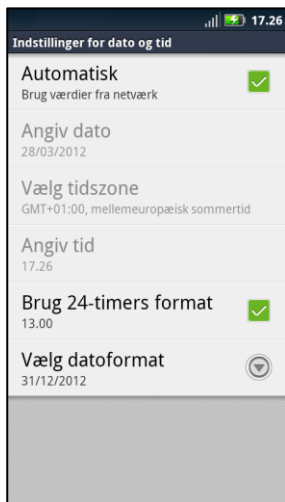 17.26
Indstillinger for dato og tid
Automatisk
Brug værdier fra netværk
Angiv dato
28/03/2012
Vælg tidszone
GMT+01:00, mellemeuropæisk sommertid
Angiv tid
17.26
Brug 24-timers format
13.00
Vælg datoformat
31/12/2012